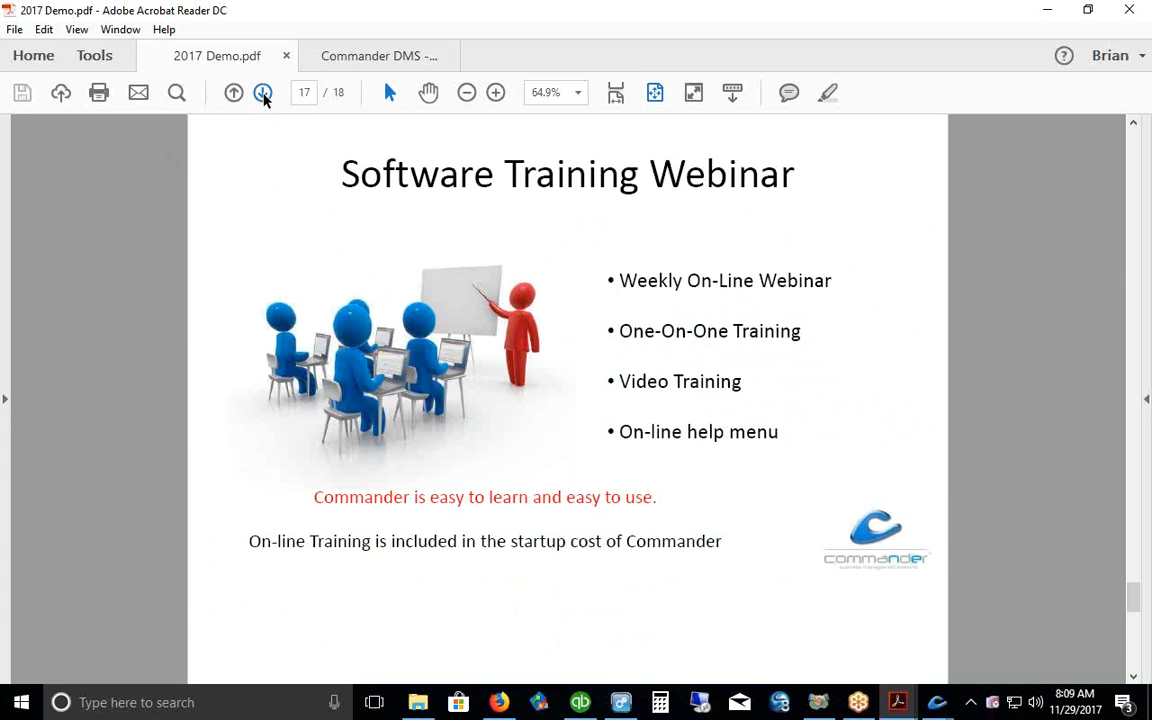 2017 Demo.pdf - Adobe Acrobat Reader DC
File Edit View Window Help
Home Tools 2017 Demo.pdf × Commander DMS -... ? Brian
17 / 18 64.9%
Software Training Webinar
• Weekly On-Line Webinar
• One-On-One Training
• Video Training
• On-line help menu
Commander is easy to learn and easy to use.
On-line Training is included in the startup cost of Commander
commander
Type here to search
qb
8:09 AM
11/29/2017
3